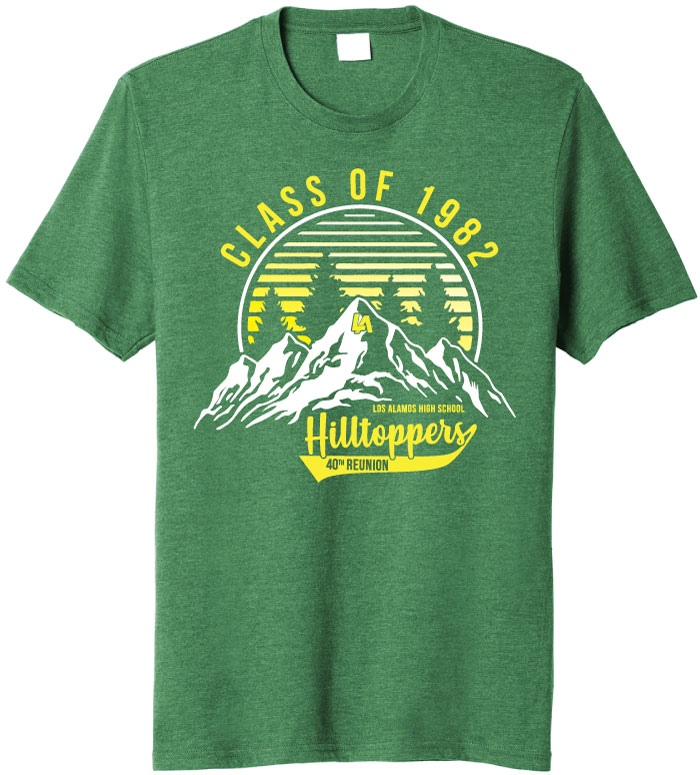 CLASS OF 1982
LA
LOS ALAMOS HIGH SCHOOL
Hilltoppers
40TH REUNION